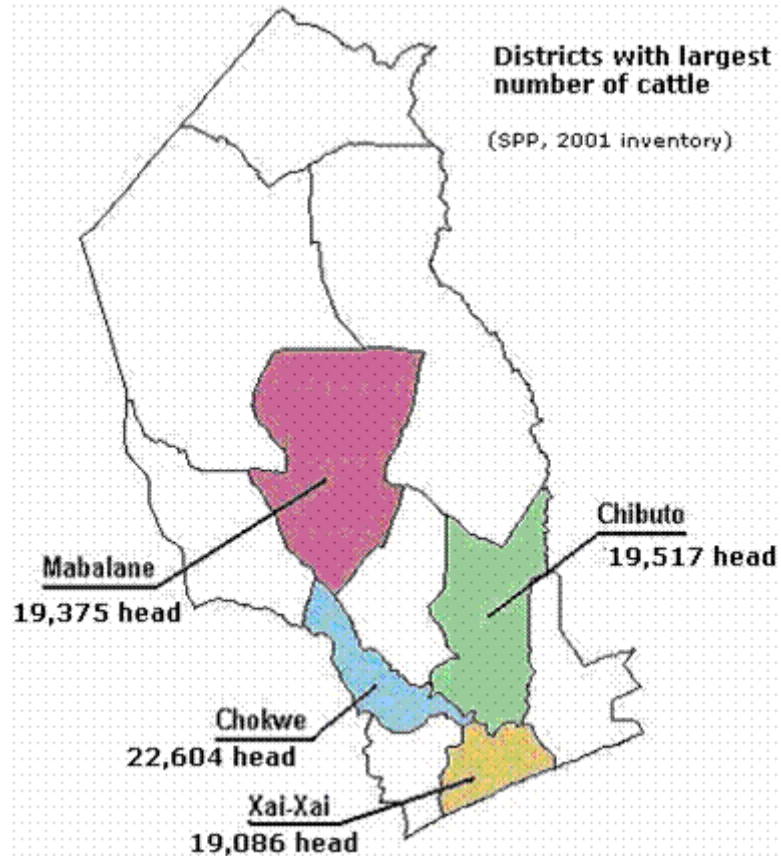 Districts with largest
number of cattle
(SPP, 2001 inventory)
Chibuto
19,517 head
Mabalane
19,375 head
Chokwe
22,604 head
Xai-Xai
19,086 head